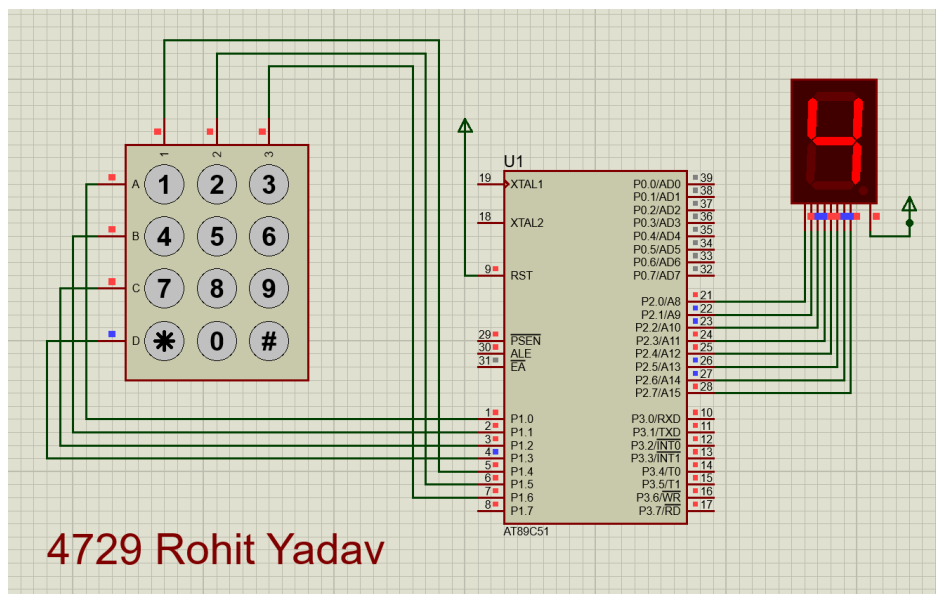 1 2 3
A 1 2 3
B 4 5 6
C 7 8 9
D * 0 #
U1
19 XTAL1
18 XTAL2
9 RST
29 PSEN
30 ALE
31 EA
1 P1.0
2 P1.1
3 P1.2
4 P1.3
5 P1.4
6 P1.5
7 P1.6
8 P1.7
P0.0/AD0 39
P0.1/AD1 38
P0.2/AD2 37
P0.3/AD3 36
P0.4/AD4 35
P0.5/AD5 34
P0.6/AD6 33
P0.7/AD7 32
P2.0/A8 21
P2.1/A9 22
P2.2/A10 23
P2.3/A11 24
P2.4/A12 25
P2.5/A13 26
P2.6/A14 27
P2.7/A15 28
P3.0/RXD 10
P3.1/TXD 11
P3.2/INT0 12
P3.3/INT1 13
P3.4/T0 14
P3.5/T1 15
P3.6/WR 16
P3.7/RD 17
AT89C51
4
4729 Rohit Yadav